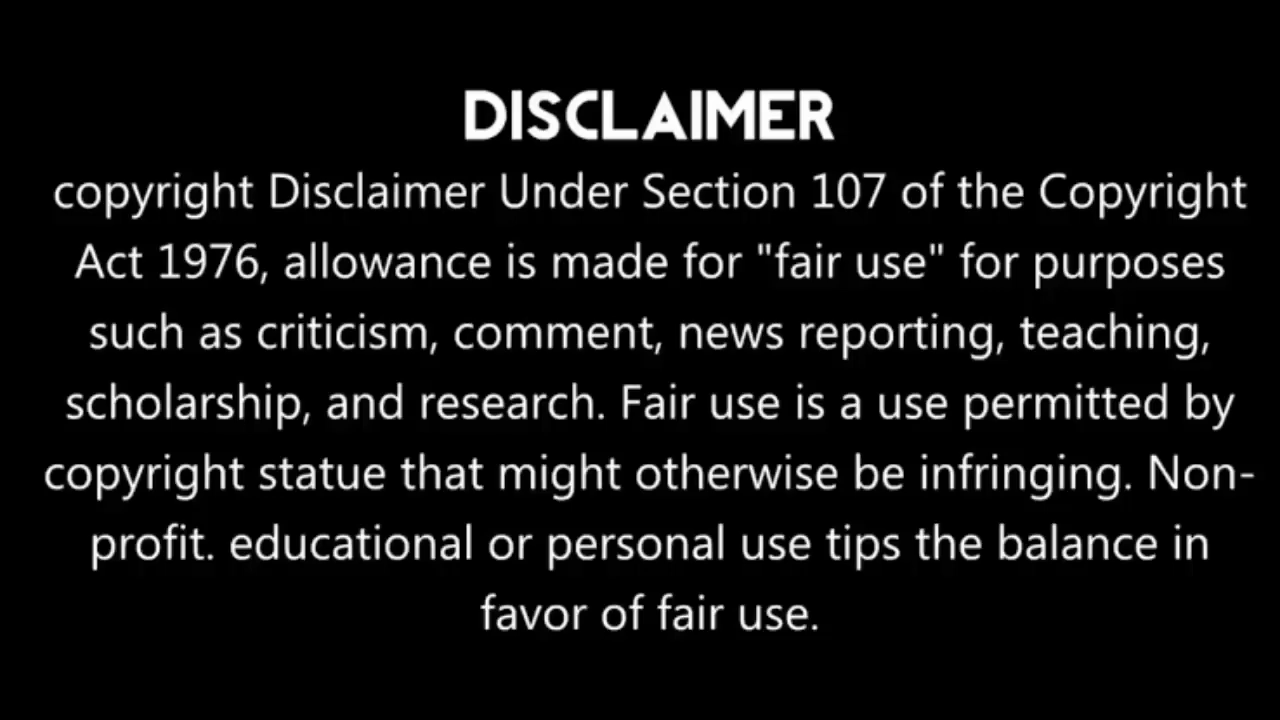 DISCLAIMER
copyright Disclaimer Under Section 107 of the Copyright
Act 1976, allowance is made for "fair use" for purposes
such as criticism, comment, news reporting, teaching,
scholarship, and research. Fair use is a use permitted by
copyright statue that might otherwise be infringing. Non-
profit. educational or personal use tips the balance in
favor of fair use.